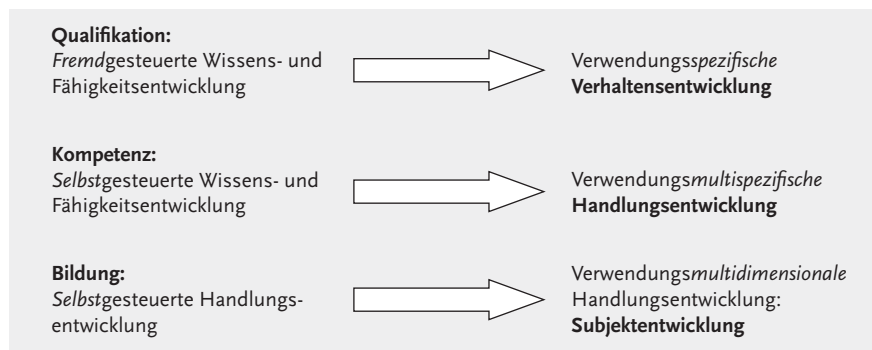 Qualifikation:
Fremdgesteuerte Wissens- und
Fähigkeitsentwicklung
Verwendungsspezifische
Verhaltensentwicklung
Kompetenz:
Selbstgesteuerte Wissens- und
Fähigkeitsentwicklung
Verwendungsmultispezifische
Handlungsentwicklung
Bildung:
Selbstgesteuerte Handlungs-
entwicklung
Verwendungsmultidimensionale
Handlungsentwicklung:
Subjektentwicklung